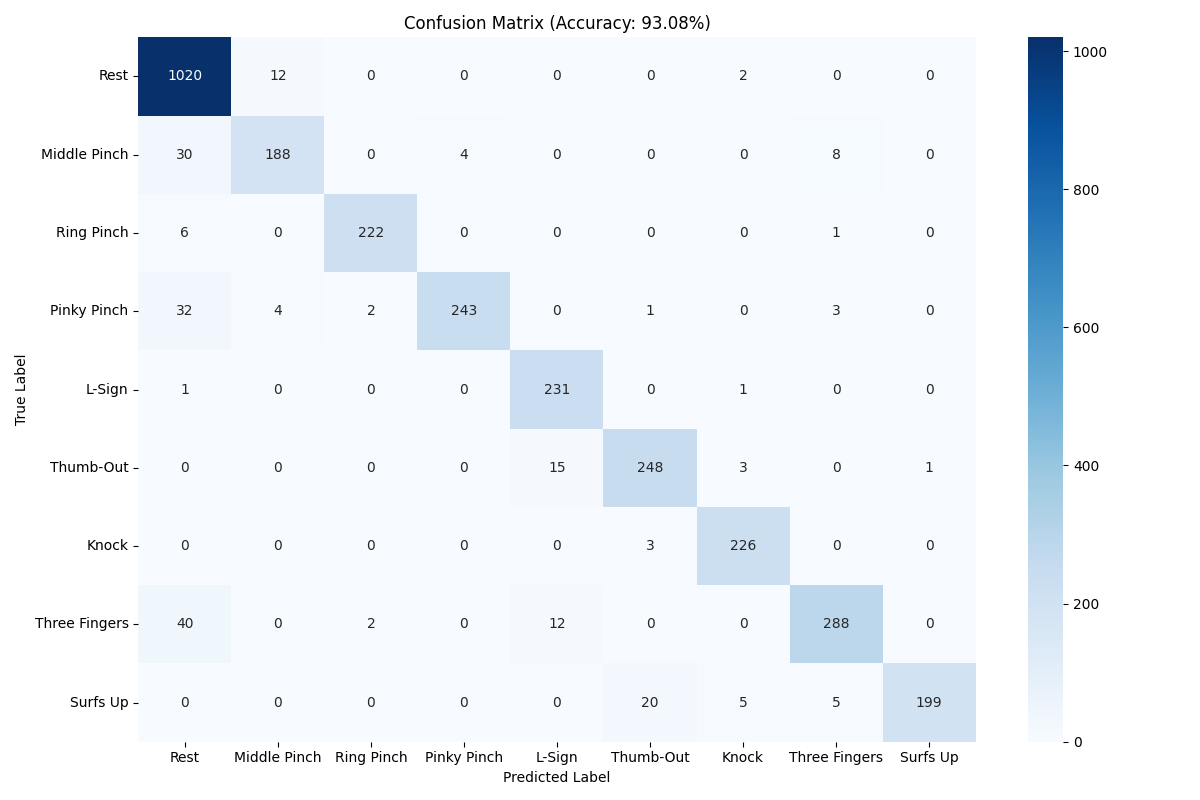 Confusion Matrix (Accuracy: 93.08%)
True Label
Rest 1020 12 0 0 0 0 2 0 0
Middle Pinch 30 188 0 4 0 0 0 8 0
Ring Pinch 6 0 222 0 0 0 0 1 0
Pinky Pinch 32 4 2 243 0 1 0 3 0
L-Sign 1 0 0 0 231 0 1 0 0
Thumb-Out 0 0 0 0 15 248 3 0 1
Knock 0 0 0 0 0 3 226 0 0
Three Fingers 40 0 2 0 12 0 0 288 0
Surfs Up 0 0 0 0 0 20 5 5 199
Rest Middle Pinch Ring Pinch Pinky Pinch L-Sign Thumb-Out Knock Three Fingers Surfs Up
Predicted Label
1000
800
600
400
200
0